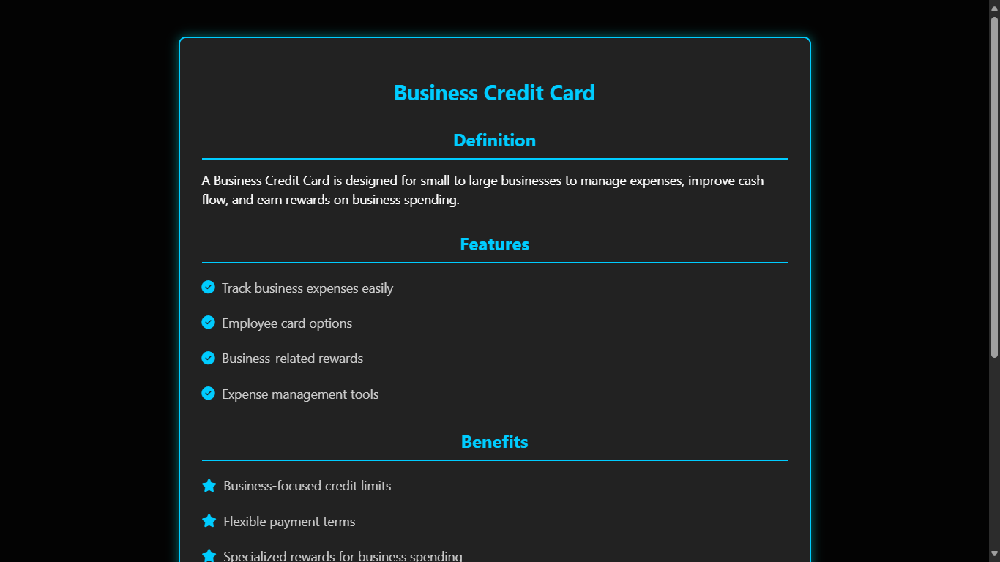 Business Credit Card
Definition
A Business Credit Card is designed for small to large businesses to manage expenses, improve cash
flow, and earn rewards on business spending.
Features
Track business expenses easily
Employee card options
Business-related rewards
Expense management tools
Benefits
Business-focused credit limits
Flexible payment terms
Specialized rewards for business spending